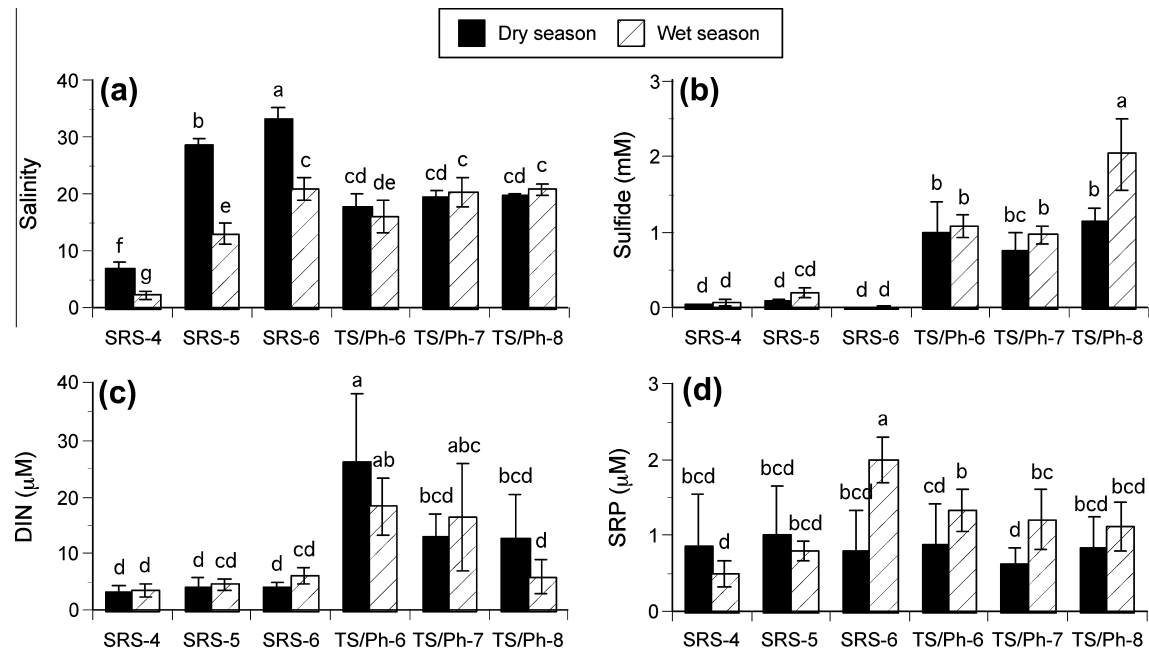 Dry season Wet season
(a)
Salinity
40
30
20
10
0
f g b e a c cd de cd c cd c
SRS-4 SRS-5 SRS-6 TS/Ph-6 TS/Ph-7 TS/Ph-8
(b)
Sulfide (mM)
3
2
1
0
d d d cd d d b b bc b b a
SRS-4 SRS-5 SRS-6 TS/Ph-6 TS/Ph-7 TS/Ph-8
(c)
DIN (μM)
40
30
20
10
0
d d d cd d cd a ab bcd abc bcd d
SRS-4 SRS-5 SRS-6 TS/Ph-6 TS/Ph-7 TS/Ph-8
(d)
SRP (μM)
3
2
1
0
bcd d bcd bcd bcd a cd b d bc bcd bcd
SRS-4 SRS-5 SRS-6 TS/Ph-6 TS/Ph-7 TS/Ph-8